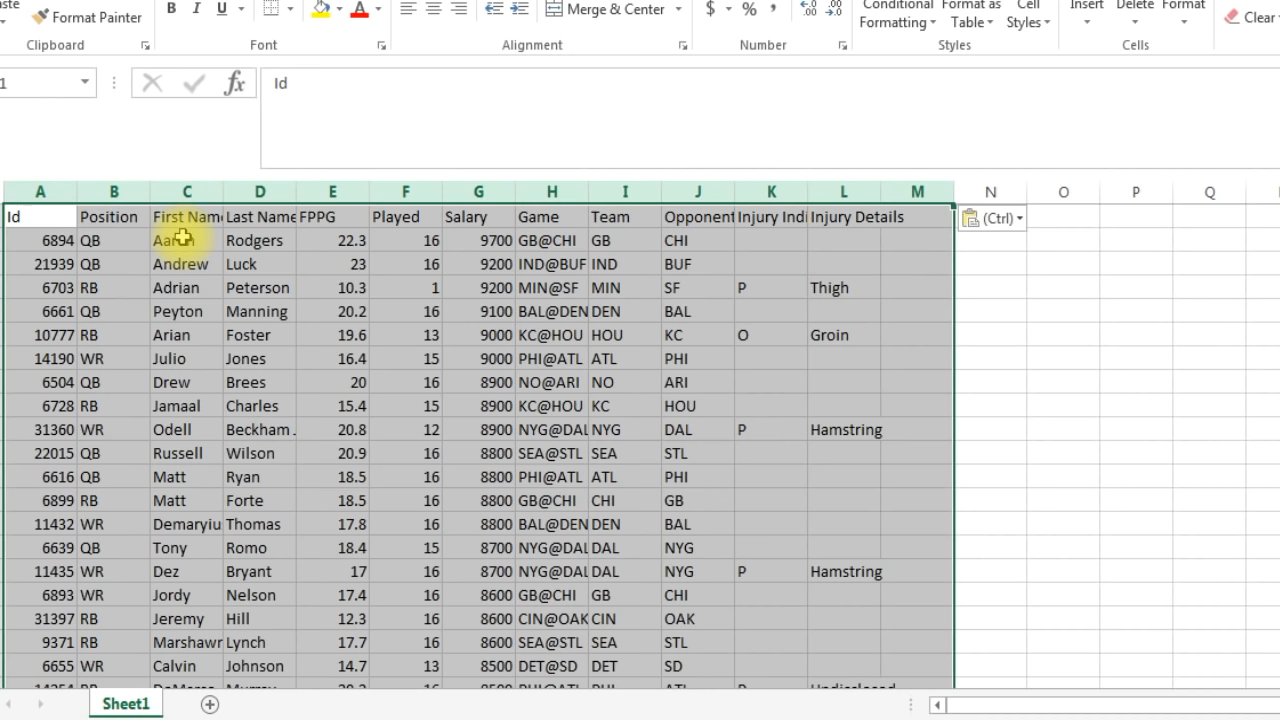 Format Painter B I U A Merge & Center $ % , Conditional Format as Cell Insert Delete Format
Formatting Table Styles Clear
Clipboard Font Alignment Number Styles Cells
1 fx Id
A B C D E F G H I J K L M N O P Q R
Id Position First Name Last Name FPPG Played Salary Game Team Opponent Injury Indi Injury Details (Ctrl)
6894 QB Aaron Rodgers 22.3 16 9700 GB@CHI GB CHI
21939 QB Andrew Luck 23 16 9200 IND@BUF IND BUF
6703 RB Adrian Peterson 10.3 1 9200 MIN@SF MIN SF P Thigh
6661 QB Peyton Manning 20.2 16 9100 BAL@DEN DEN BAL
10777 RB Arian Foster 19.6 13 9000 KC@HOU HOU KC O Groin
14190 WR Julio Jones 16.4 15 9000 PHI@ATL ATL PHI
6504 QB Drew Brees 20 16 8900 NO@ARI NO ARI
6728 RB Jamaal Charles 15.4 15 8900 KC@HOU KC HOU
31360 WR Odell Beckham 20.8 12 8900 NYG@DAL NYG DAL P Hamstring
22015 QB Russell Wilson 20.9 16 8800 SEA@STL SEA STL
6616 QB Matt Ryan 18.5 16 8800 PHI@ATL ATL PHI
6899 RB Matt Forte 18.5 16 8800 GB@CHI CHI GB
11432 WR Demaryiu Thomas 17.8 16 8800 BAL@DEN DEN BAL
6639 QB Tony Romo 18.4 15 8700 NYG@DAL DAL NYG
11435 WR Dez Bryant 17 16 8700 NYG@DAL DAL NYG P Hamstring
6893 WR Jordy Nelson 17.4 16 8600 GB@CHI GB CHI
31397 RB Jeremy Hill 12.3 16 8600 CIN@OAK CIN OAK
9371 RB Marshawn Lynch 17.7 16 8600 SEA@STL SEA STL
6655 WR Calvin Johnson 14.7 13 8500 DET@SD DET SD
Sheet1